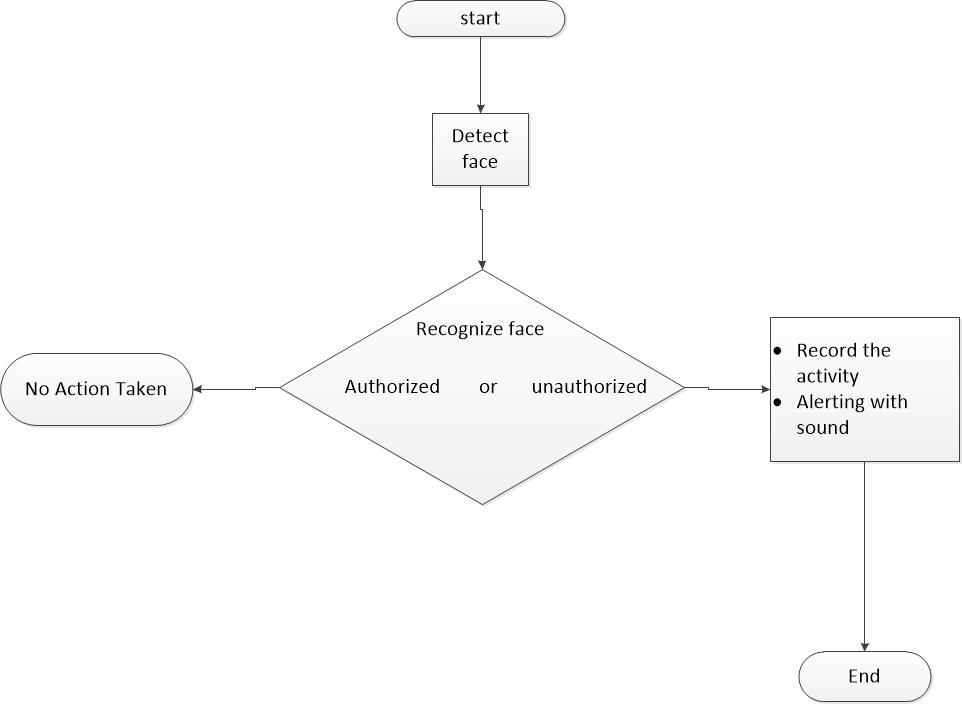 start
Detect
face
Recognize face
Authorized or unauthorized
No Action Taken
• Record the
activity
• Alerting with
sound
End